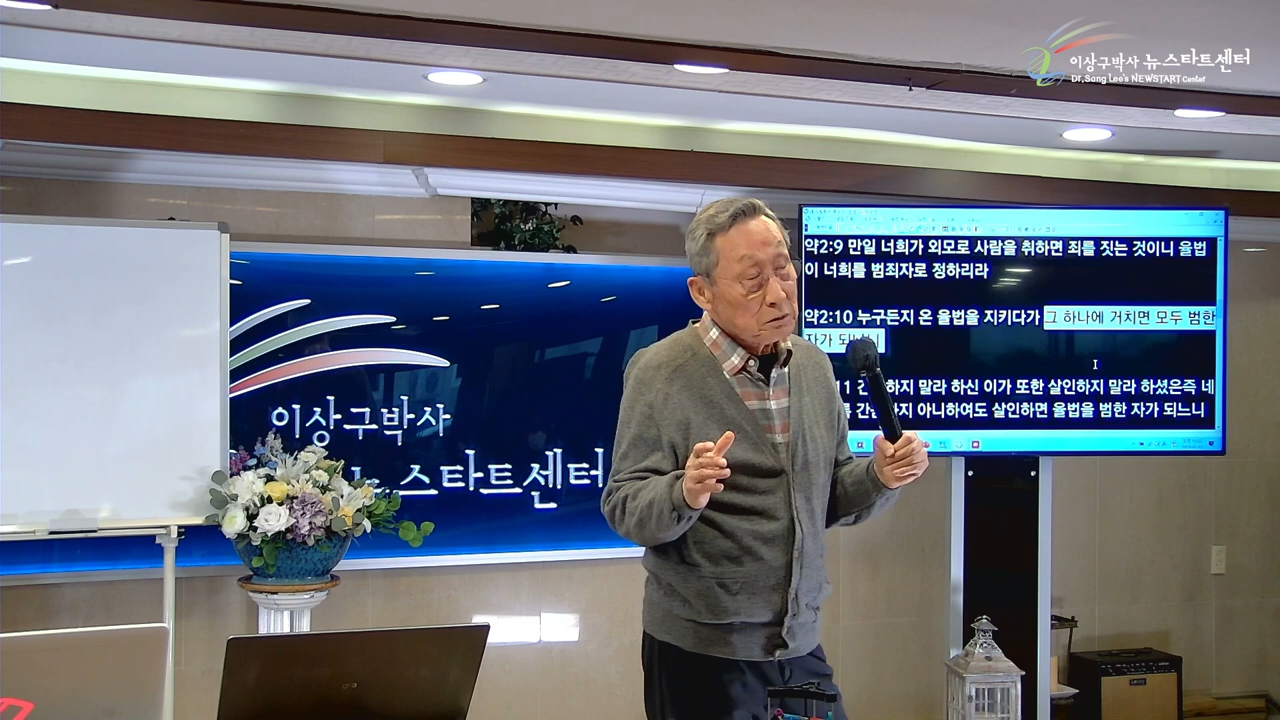 이상구박사 뉴스타트센터
Dr. Sang Lee's NEWSTART Center
약2:9 만일 너희가 외모로 사람을 취하면 죄를 짓는 것이니 율법
이 너희를 범죄자로 정하리라
약2:10 누구든지 온 율법을 지키다가 그 하나에 거치면 모두 범한
자가 되
11 간 하지 말라 하신 이가 또한 살인하지 말라 하셨은즉 네
간 지 아니하여도 살인하면 율법을 범한 자가 되느니
이상구박사
스타트센터